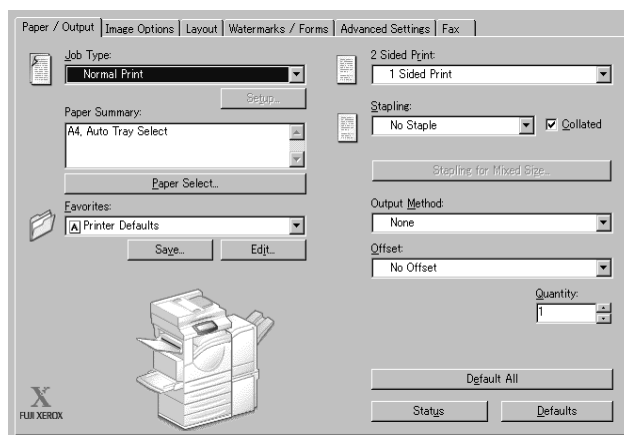 Paper / Output
Image Options
Layout
Watermarks / Forms
Advanced Settings
Fax
Job Type:
Normal Print
Setup...
Paper Summary:
A4, Auto Tray Select
Paper Select...
Favorites:
A Printer Defaults
Save...
Edit...
2 Sided Print:
1 Sided Print
Stapling:
No Staple
Collated
Stapling for Mixed Size...
Output Method:
None
Offset:
No Offset
Quantity:
1
Default All
Status
Defaults
X
FUJI XEROX